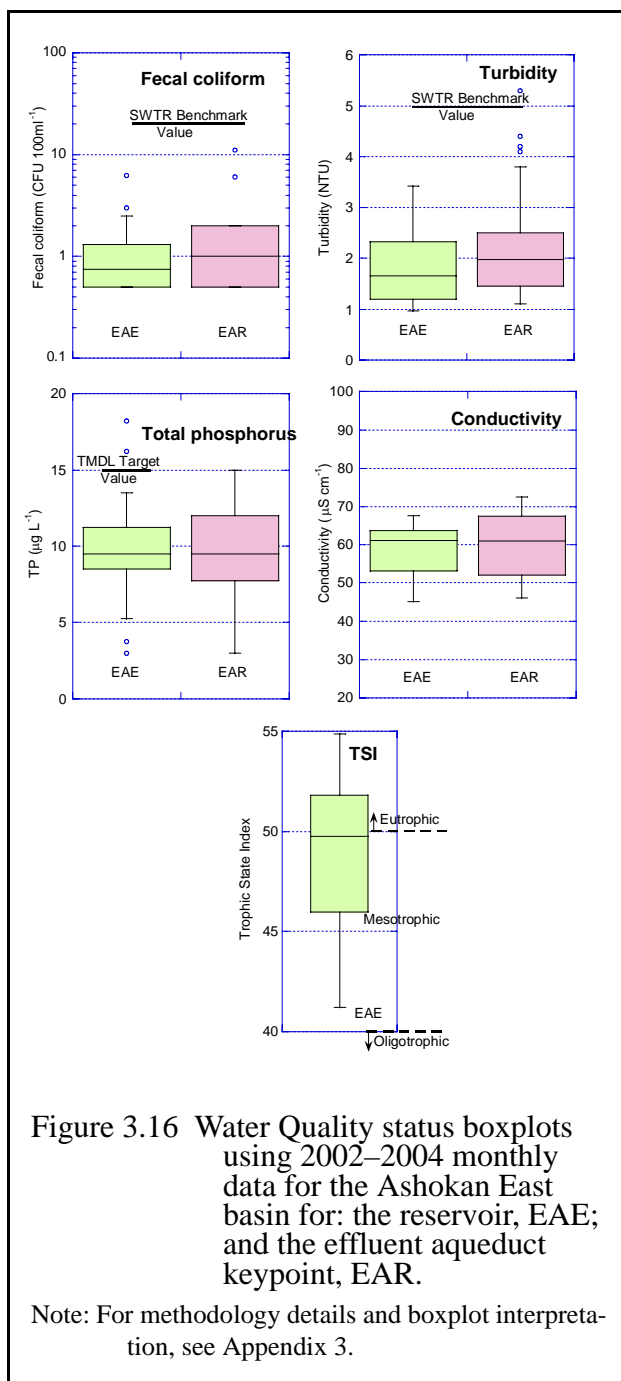 Fecal coliform
100
10
1
0.1
Fecal coliform (CFU 100ml⁻¹)
SWTR Benchmark
Value
EAE
EAR
Turbidity
6
5
4
3
2
1
0
Turbidity (NTU)
SWTR Benchmark
Value
EAE
EAR
Total phosphorus
20
15
10
5
0
TP (µg L⁻¹)
TMDL Target
Value
EAE
EAR
Conductivity
100
90
80
70
60
50
40
30
20
Conductivity ( µS cm⁻¹)
EAE
EAR
TSI
55
50
45
40
Trophic State Index
Eutrophic
Mesotrophic
EAE
Oligotrophic
Figure 3.16 Water Quality status boxplots
using 2002–2004 monthly
data for the Ashokan East
basin for: the reservoir, EAE;
and the effluent aqueduct
keypoint, EAR.
Note: For methodology details and boxplot interpreta-
tion, see Appendix 3.